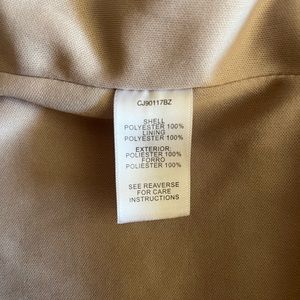 CJ90117BZ
SHELL
POLYESTER 100%
LINING
POLYESTER 100%
EXTERIOR:
POLIESTER 100%
FORRO
POLIESTER 100%
SEE REAVERSE
FOR CARE
INSTRUCTIONS